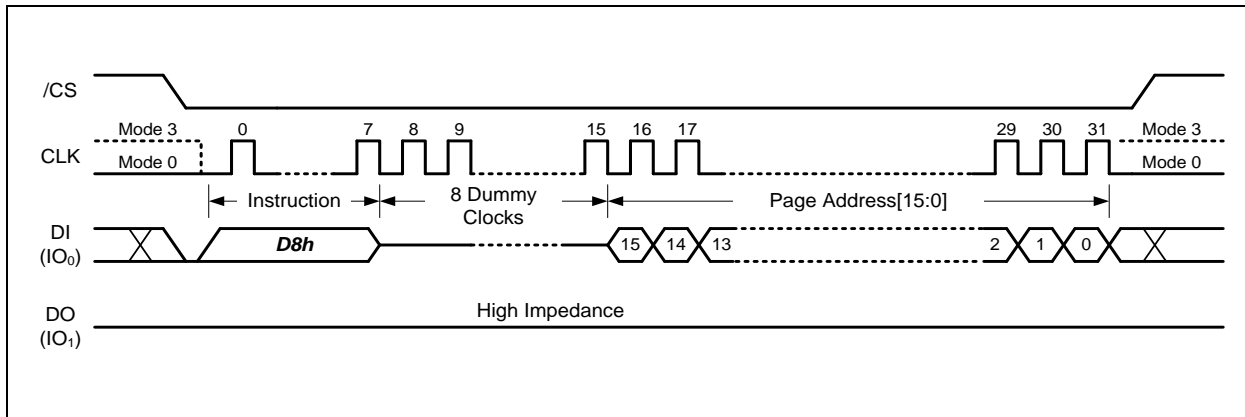 /CS
Mode 3 0 7 8 9 15 16 17 29 30 31 Mode 3
CLK
Mode 0 Mode 0
Instruction 8 Dummy Clocks Page Address[15:0]
DI
(IO₀)
D8h 15 14 13 2 1 0
High Impedance
DO
(IO₁)